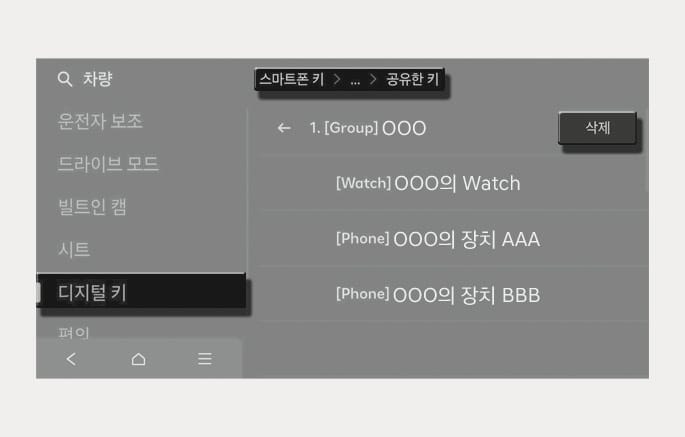 차량
스마트폰 키 > ... > 공유한 키
운전자 보조
드라이브 모드
빌트인 캠
시트
디지털 키
편의
← 1. [Group] OOO
삭제
[Watch] OOO의 Watch
[Phone] OOO의 장치 AAA
[Phone] OOO의 장치 BBB